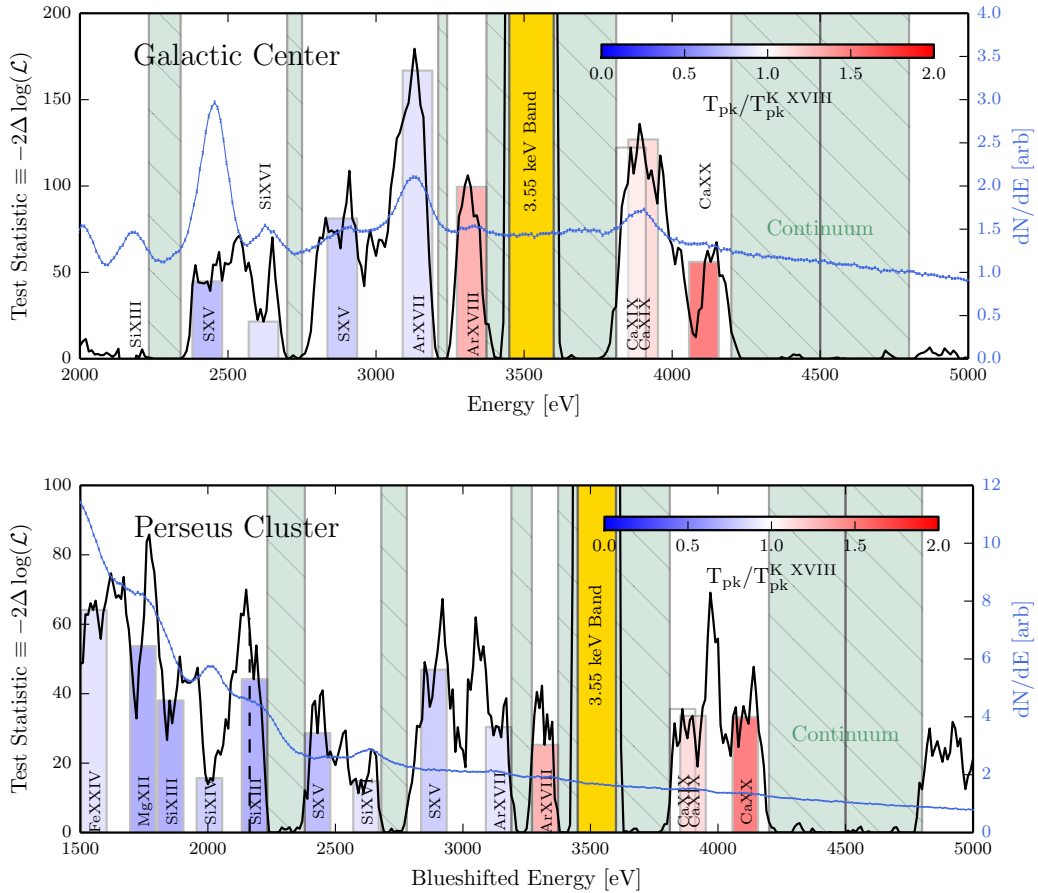 Galactic Center
Test Statistic ≡ −2Δ log(ℒ)
200
150
100
50
0
4.0
3.5
3.0
2.5
2.0
1.5
1.0
0.5
0.0
dN/dE [arb]
0.0 0.5 1.0 1.5 2.0
T_pk/T_pk^K XVIII
3.55 keV Band
Continuum
SiXIII
SXV
SiXVI
SXV
ArXVII
ArXVIII
CaXIX
CaXIX
CaXX
2000 2500 3000 3500 4000 4500 5000
Energy [eV]
Perseus Cluster
Test Statistic ≡ −2Δ log(ℒ)
100
80
60
40
20
0
12
10
8
6
4
2
0
dN/dE [arb]
0.0 0.5 1.0 1.5 2.0
T_pk/T_pk^K XVIII
3.55 keV Band
Continuum
FeXXIV
MgXII
SiXIII
SiXIV
SiXIII
SXV
SiXVI
SXV
ArXVII
ArXVIII
CaXIX
CaXIX
CaXX
1500 2000 2500 3000 3500 4000 4500 5000
Blueshifted Energy [eV]